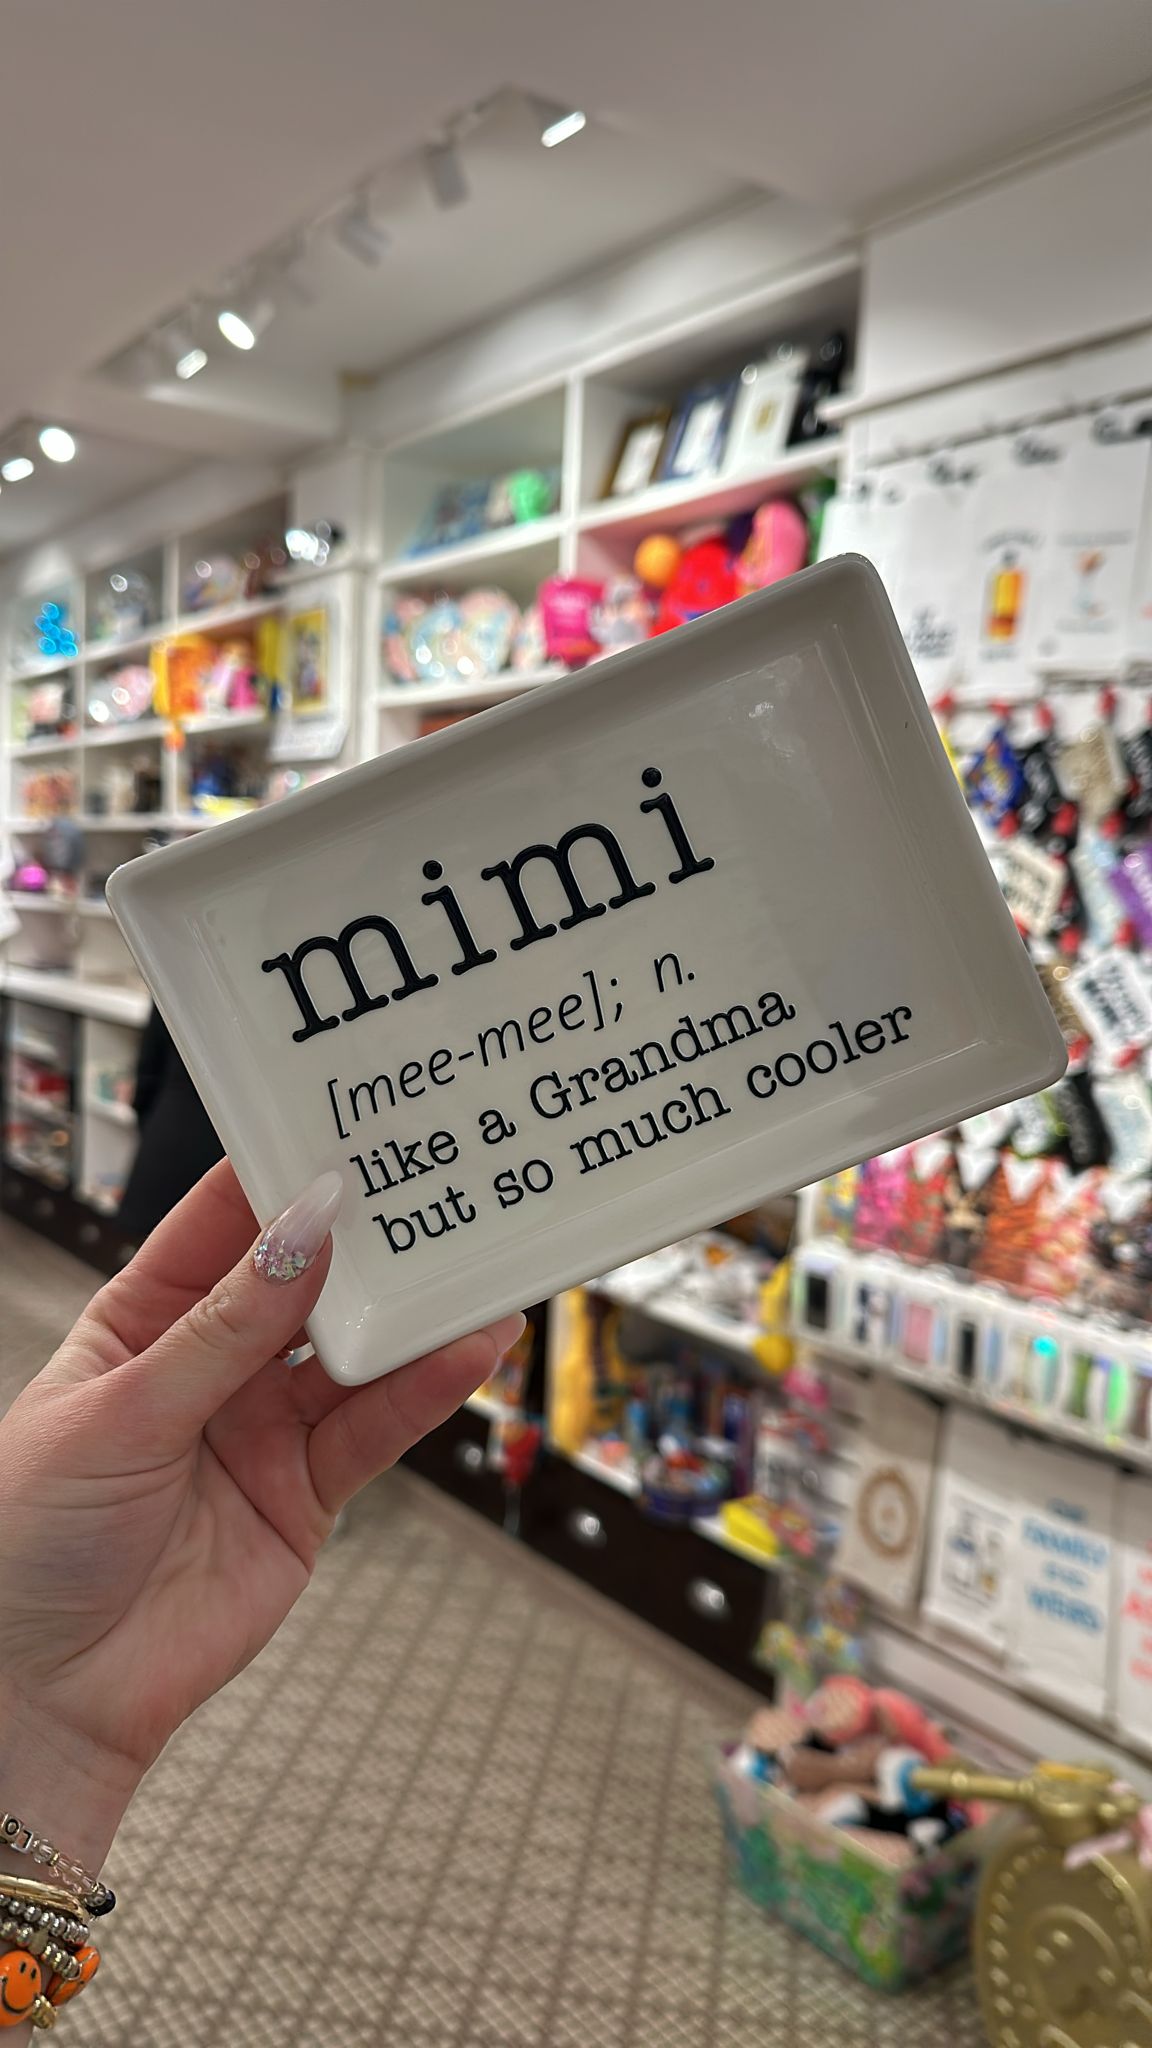 mimi
[mee-mee]; n.
like a Grandma
but so much cooler